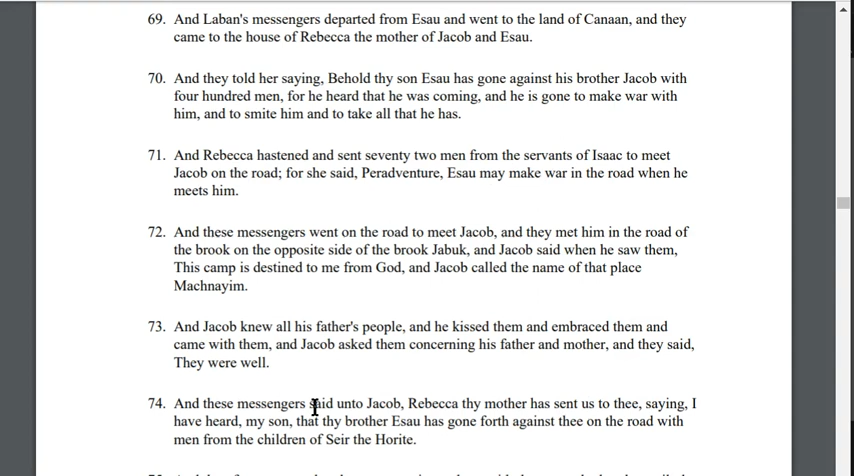 69. And Laban's messengers departed from Esau and went to the land of Canaan, and they
came to the house of Rebecca the mother of Jacob and Esau.
70. And they told her saying, Behold thy son Esau has gone against his brother Jacob with
four hundred men, for he heard that he was coming, and he is gone to make war with
him, and to smite him and to take all that he has.
71. And Rebecca hastened and sent seventy two men from the servants of Isaac to meet
Jacob on the road; for she said, Peradventure, Esau may make war in the road when he
meets him.
72. And these messengers went on the road to meet Jacob, and they met him in the road of
the brook on the opposite side of the brook Jabuk, and Jacob said when he saw them,
This camp is destined to me from God, and Jacob called the name of that place
Machnayim.
73. And Jacob knew all his father's people, and he kissed them and embraced them and
came with them, and Jacob asked them concerning his father and mother, and they said,
They were well.
74. And these messengers said unto Jacob, Rebecca thy mother has sent us to thee, saying, I
have heard, my son, that thy brother Esau has gone forth against thee on the road with
men from the children of Seir the Horite.